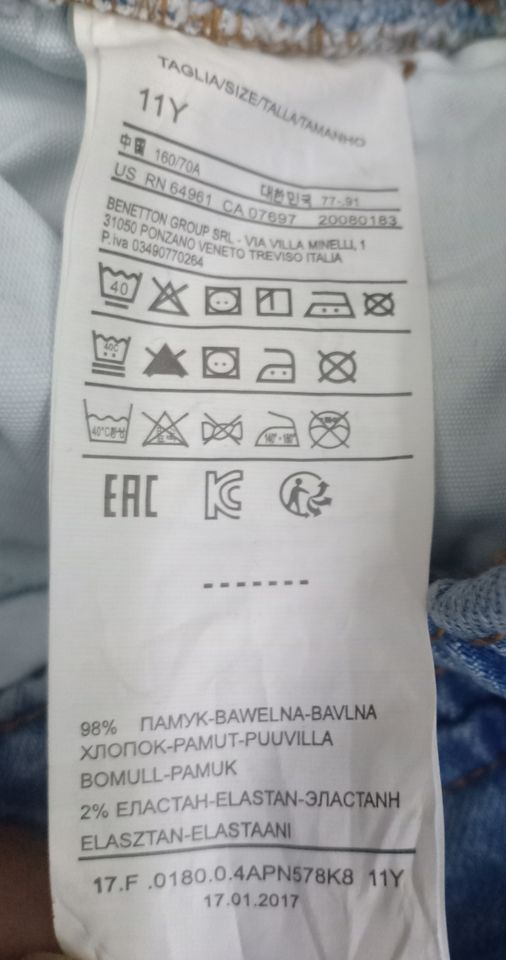 TAGLIA/SIZE/TALLA/TAMANHO
11Y
中国 160/70A 대한민국 77-.91
US RN 64961 CA 07697 20080183
BENETTON GROUP SRL - VIA VILLA MINELLI, 1
31050 PONZANO VENETO TREVISO ITALIA
P.iva 03490770264
40
40C
40°C 140°-160°
EAC
-------
98% ПАМУК-BAWELNA-BAVLNA
ХЛОПОК-PAMUT-PUUVILLA
BOMULL-PAMUK
2% ЕЛАСТАН-ELASTAN-ЭЛАСТАНН
ELASZTAN-ELASTAANI
17.F .0180.0.4APN578K8 11Y
17.01.2017